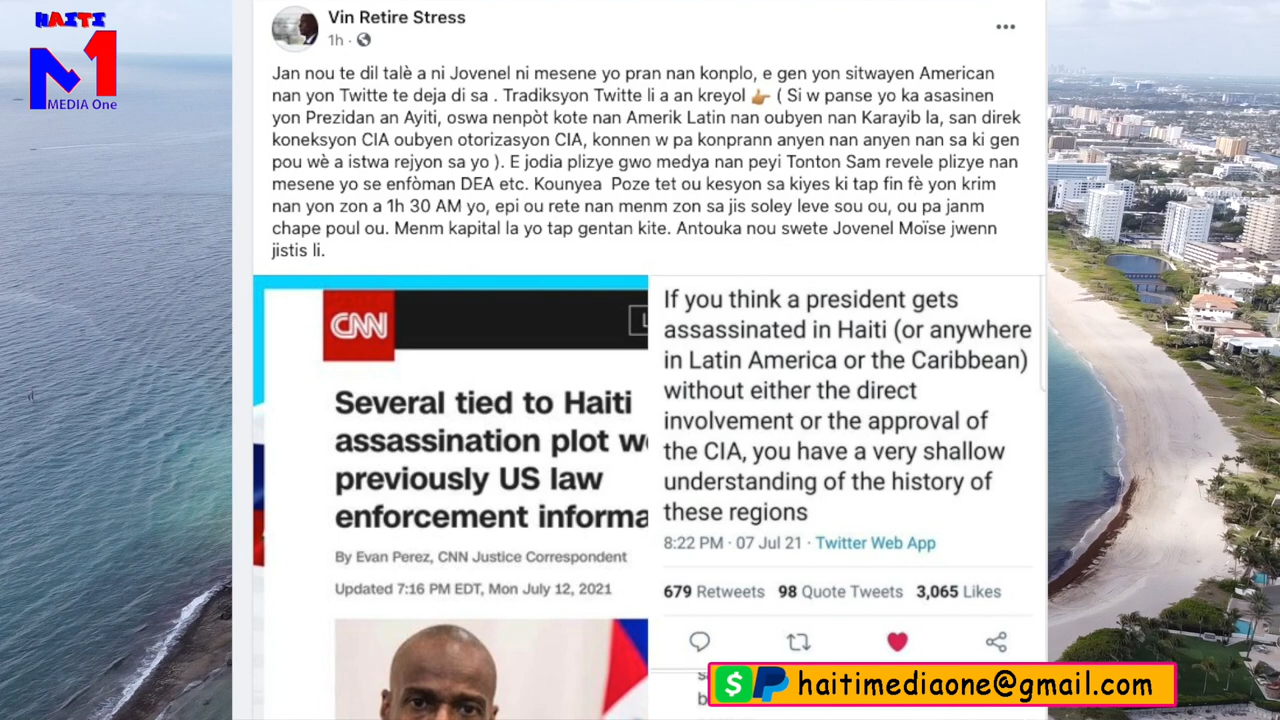 HAITI
M1
MEDIA One
Vin Retire Stress
1h
Jan nou te dil talè a ni Jovenel ni mesene yo pran nan konplo, e gen yon sitwayen American
nan yon Twitte te deja di sa . Tradiksyon Twitte li a an kreyol 👉 ( Si w panse yo ka asasinen
yon Prezidan an Ayiti, oswa nenpòt kote nan Amerik Latin nan oubyen nan Karayib la, san direk
koneksyon CIA oubyen otorizasyon CIA, konnen w pa konprann anyen nan anyen nan sa ki gen
pou wè a istwa rejyon sa yo ). E jodia plizye gwo medya nan peyi Tonton Sam revele plizye nan
mesene yo se enfòman DEA etc. Kounyea Poze tet ou kesyon sa kiyes ki tap fin fè yon krim
nan yon zon a 1h 30 AM yo, epi ou rete nan menm zon sa jis soley leve sou ou, ou pa janm
chape poul ou. Menm kapital la yo tap gentan kite. Antouka nou swete Jovenel Moïse jwenn
jistis li.
CNN
Several tied to Haiti
assassination plot we
previously US law
enforcement informa
By Evan Perez, CNN Justice Correspondent
Updated 7:16 PM EDT, Mon July 12, 2021
If you think a president gets
assassinated in Haiti (or anywhere
in Latin America or the Caribbean)
without either the direct
involvement or the approval of
the CIA, you have a very shallow
understanding of the history of
these regions
8:22 PM · 07 Jul 21 · Twitter Web App
679 Retweets 98 Quote Tweets 3,065 Likes
$ P haitimediaone@gmail.com